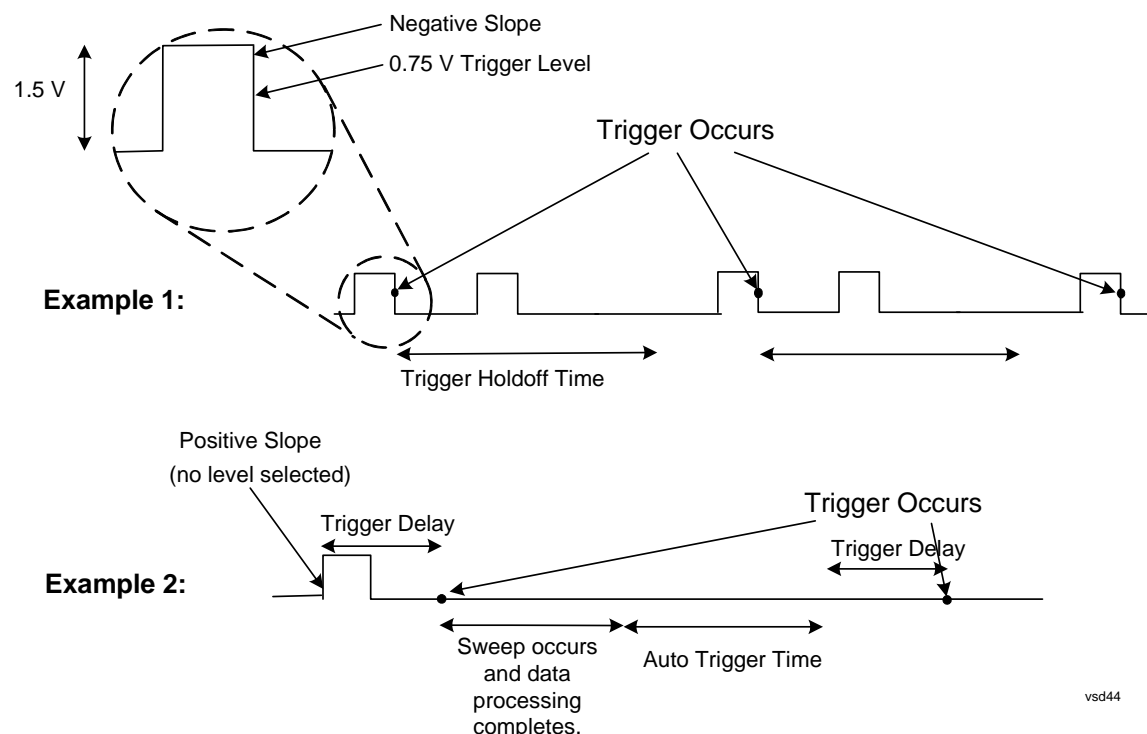 Negative Slope
0.75 V Trigger Level
1.5 V
Trigger Occurs
Example 1:
Trigger Holdoff Time
Positive Slope
(no level selected)
Trigger Delay
Trigger Occurs
Trigger Delay
Example 2:
Sweep occurs
and data
processing
completes.
Auto Trigger Time
vsd44